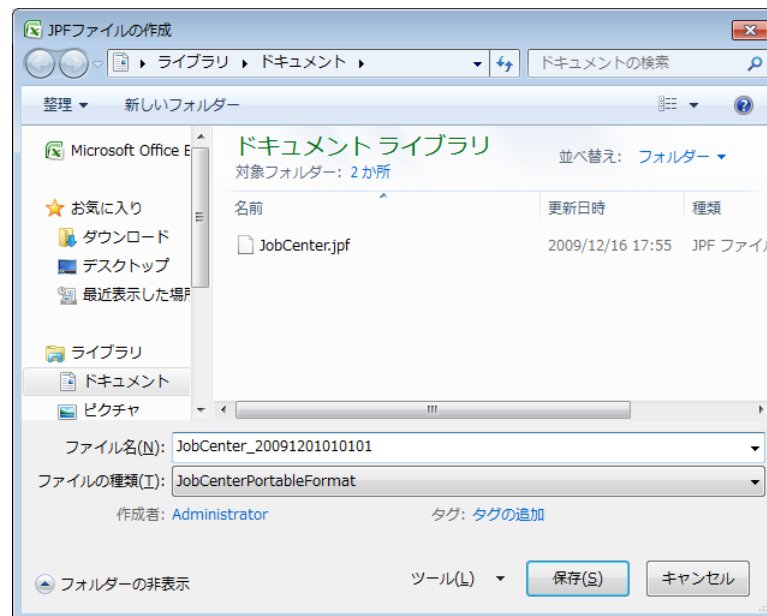 JPFファイルの作成
ライブラリ ドキュメント ドキュメントの検索
整理 新しいフォルダー
Microsoft Office E
お気に入り
ダウンロード
デスクトップ
最近表示した場所
ライブラリ
ドキュメント
ピクチャ
ドキュメント ライブラリ
対象フォルダー: 2 か所
並べ替え: フォルダー
名前 更新日時 種類
JobCenter.jpf 2009/12/16 17:55 JPF ファイル
ファイル名(N): JobCenter_20091201010101
ファイルの種類(T): JobCenterPortableFormat
作成者: Administrator タグ: タグの追加
フォルダーの非表示 ツール(L) 保存(S) キャンセル